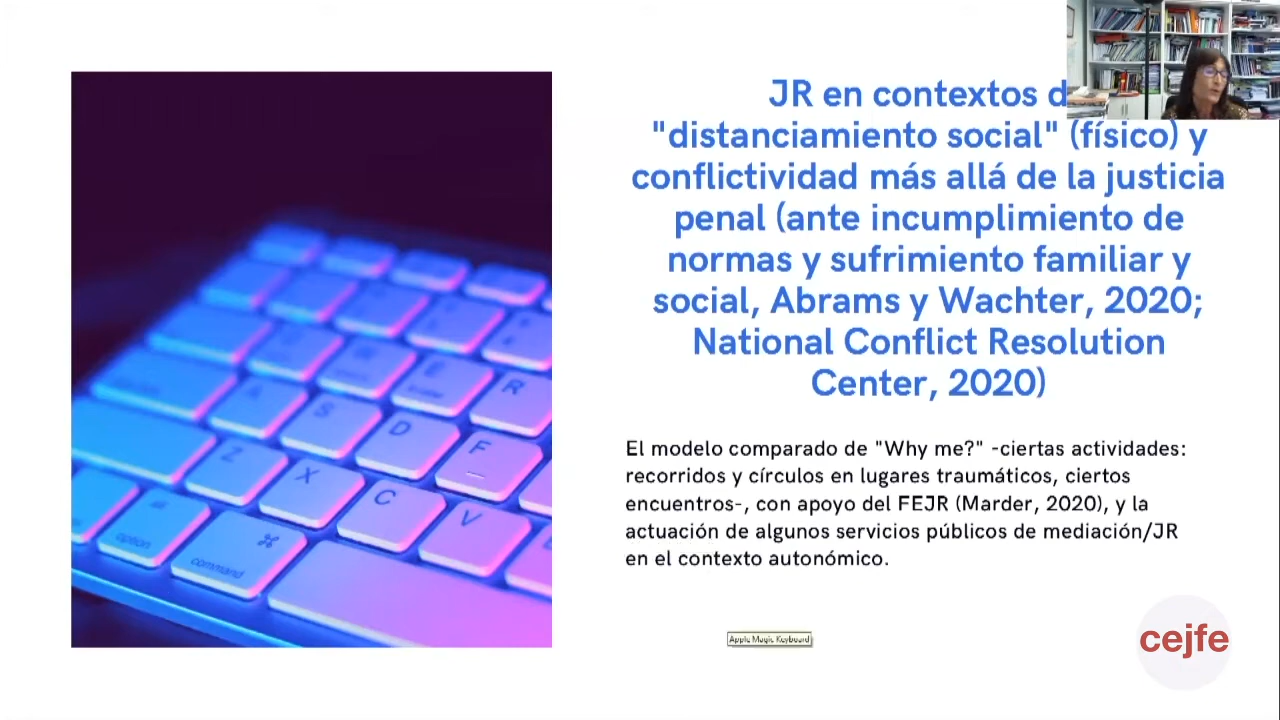 JR en contextos d
"distanciamiento social" (físico) y
conflictividad más allá de la justicia
penal (ante incumplimiento de
normas y sufrimiento familiar y
social, Abrams y Wachter, 2020;
National Conflict Resolution
Center, 2020)
El modelo comparado de "Why me?" -ciertas actividades:
recorridos y círculos en lugares traumáticos, ciertos
encuentros-, con apoyo del FEJR (Marder, 2020), y la
actuación de algunos servicios públicos de mediación/JR
en el contexto autonómico.
Apple Magic Keyboard
cejfe
E
R
A
S
D
F
Z
X
C
V
option
⌘
command